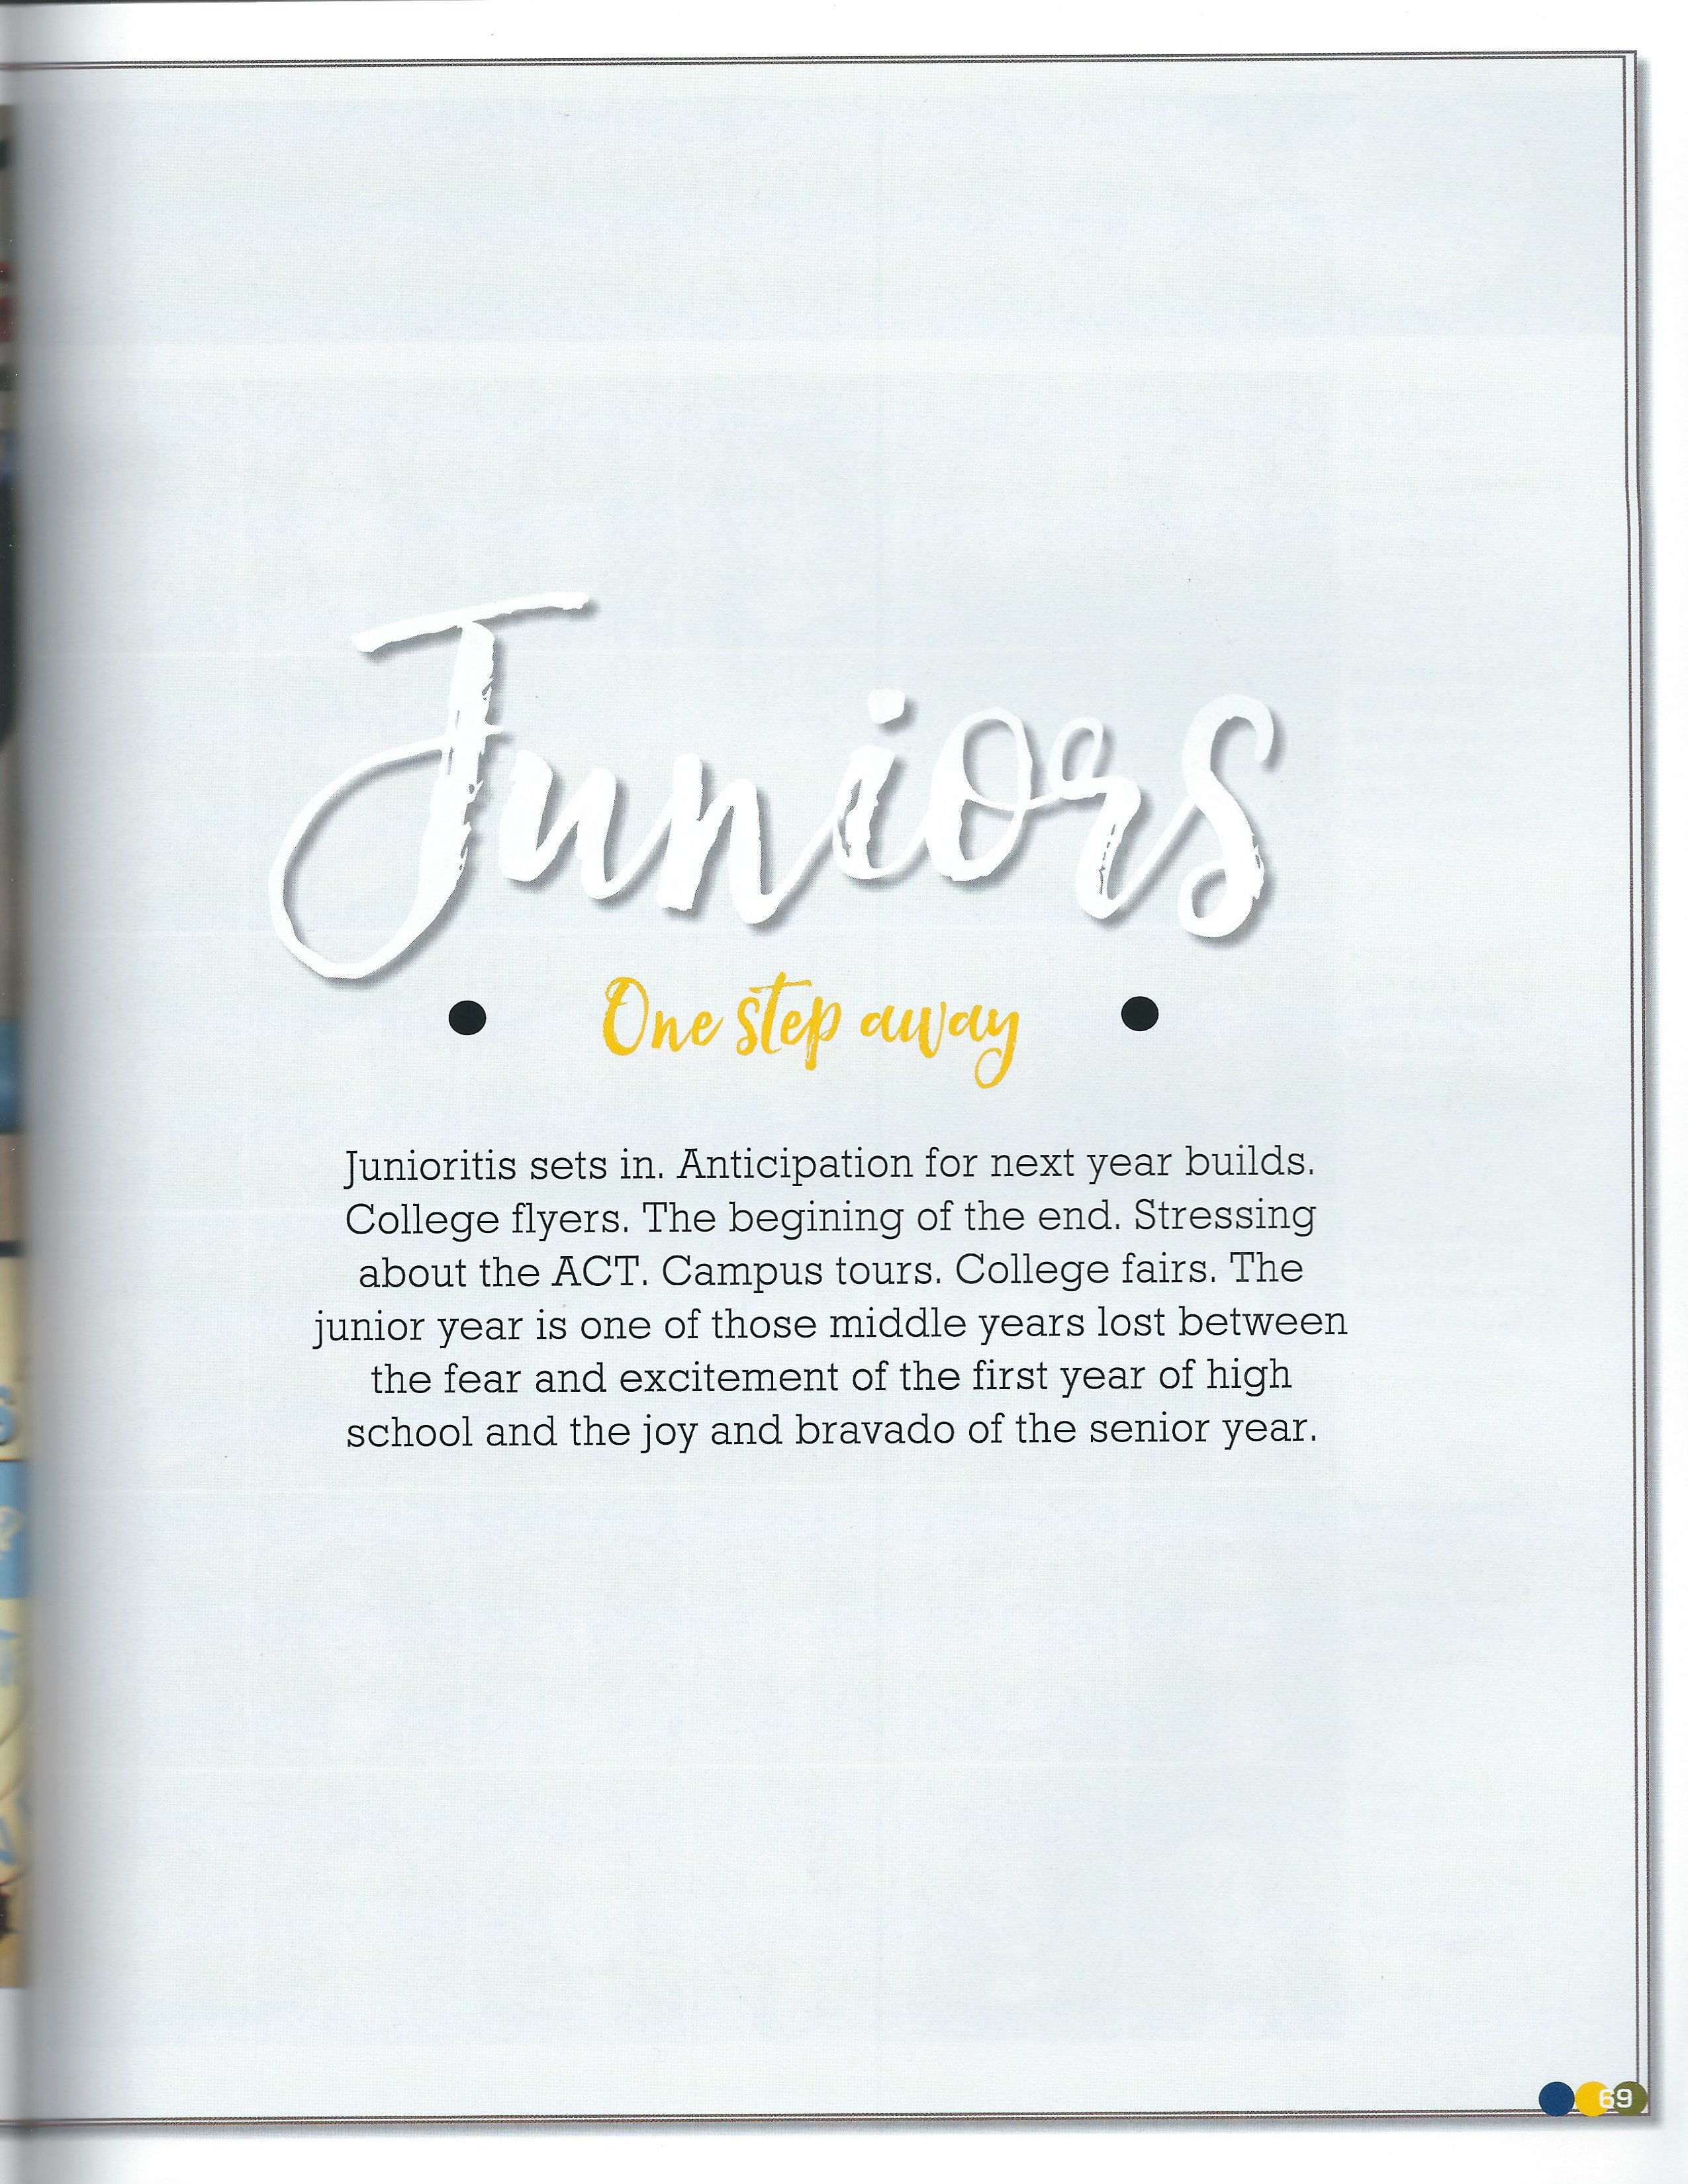 Juniors
One step away
Junioritis sets in. Anticipation for next year builds.
College flyers. The begining of the end. Stressing
about the ACT. Campus tours. College fairs. The
junior year is one of those middle years lost between
the fear and excitement of the first year of high
school and the joy and bravado of the senior year.
69